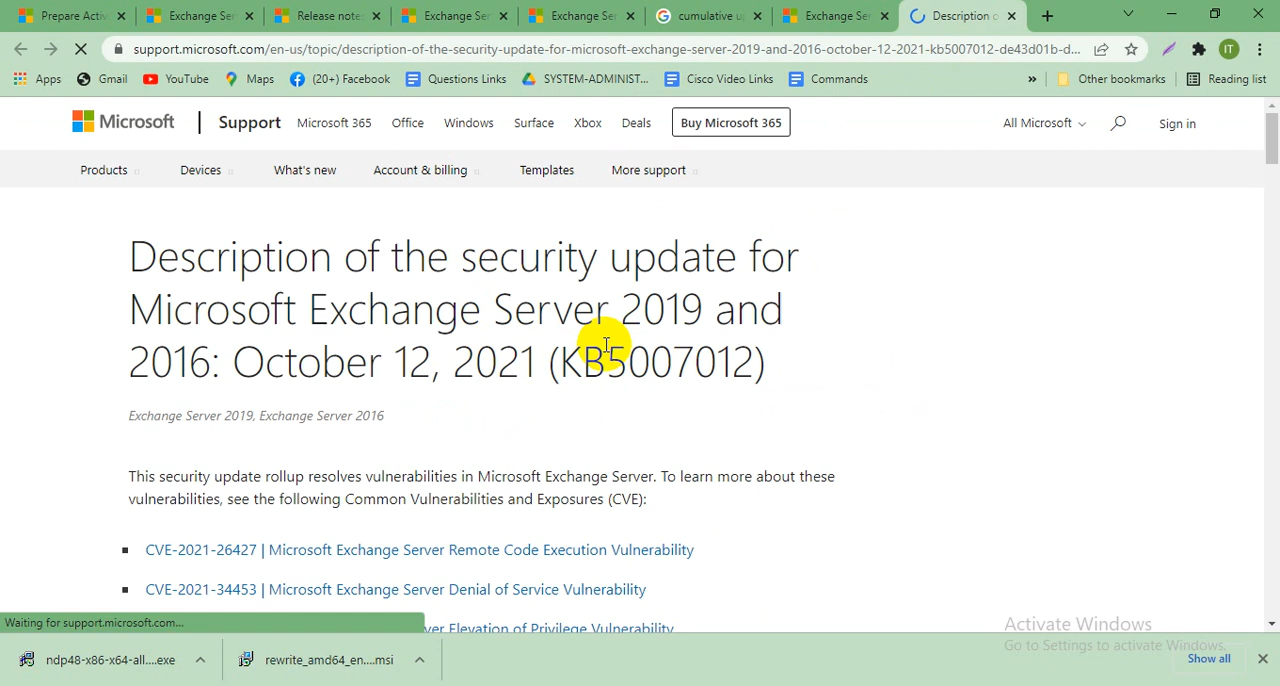 Prepare Activ
Exchange Ser
Release note:
Exchange Se
Exchange Se
cumulative u
Exchange Ser
Description o
support.microsoft.com/en-us/topic/description-of-the-security-update-for-microsoft-exchange-server-2019-and-2016-october-12-2021-kb5007012-de43d01b-d...
IT
Apps
Gmail
YouTube
Maps
(20+) Facebook
Questions Links
SYSTEM-ADMINIST...
Cisco Video Links
Commands
»
Other bookmarks
Reading list
Microsoft
Support
Microsoft 365
Office
Windows
Surface
Xbox
Deals
Buy Microsoft 365
All Microsoft
Sign in
Products
Devices
What's new
Account & billing
Templates
More support
Description of the security update for
Microsoft Exchange Server 2019 and
2016: October 12, 2021 (KB5007012)
Exchange Server 2019, Exchange Server 2016
This security update rollup resolves vulnerabilities in Microsoft Exchange Server. To learn more about these
vulnerabilities, see the following Common Vulnerabilities and Exposures (CVE):
CVE-2021-26427 | Microsoft Exchange Server Remote Code Execution Vulnerability
CVE-2021-34453 | Microsoft Exchange Server Denial of Service Vulnerability
ver Elevation of Privilege Vulnerability
Waiting for support.microsoft.com...
Activate Windows
Go to Settings to activate Windows.
ndp48-x86-x64-all....exe
rewrite_amd64_en....msi
Show all